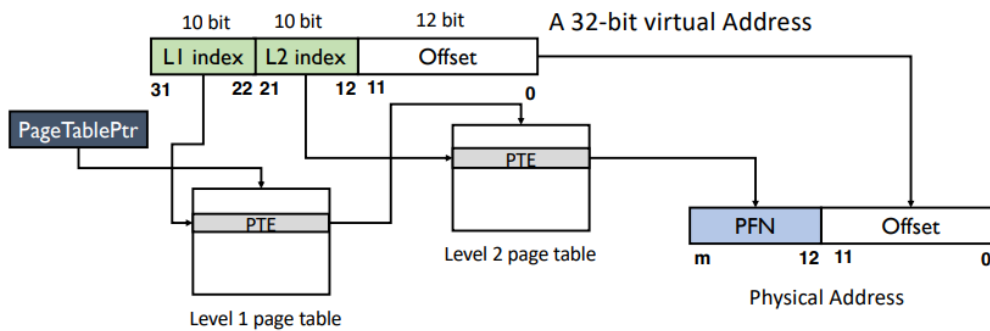 10 bit 10 bit 12 bit A 32-bit virtual Address
L1 index L2 index Offset
31 22 21 12 11 0
PageTablePtr
PTE
PTE
PFN Offset
Level 2 page table
m 12 11 0
Physical Address
Level 1 page table